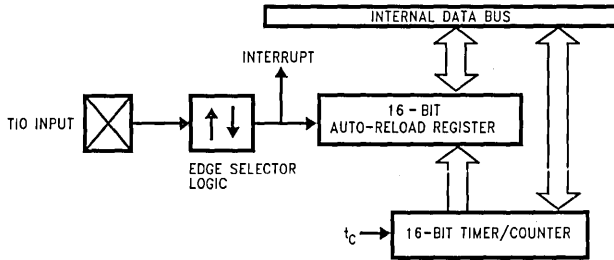 INTERNAL DATA BUS
INTERRUPT
TIO INPUT
16-BIT
AUTO-RELOAD REGISTER
EDGE SELECTOR
LOGIC
tC
16-BIT TIMER/COUNTER